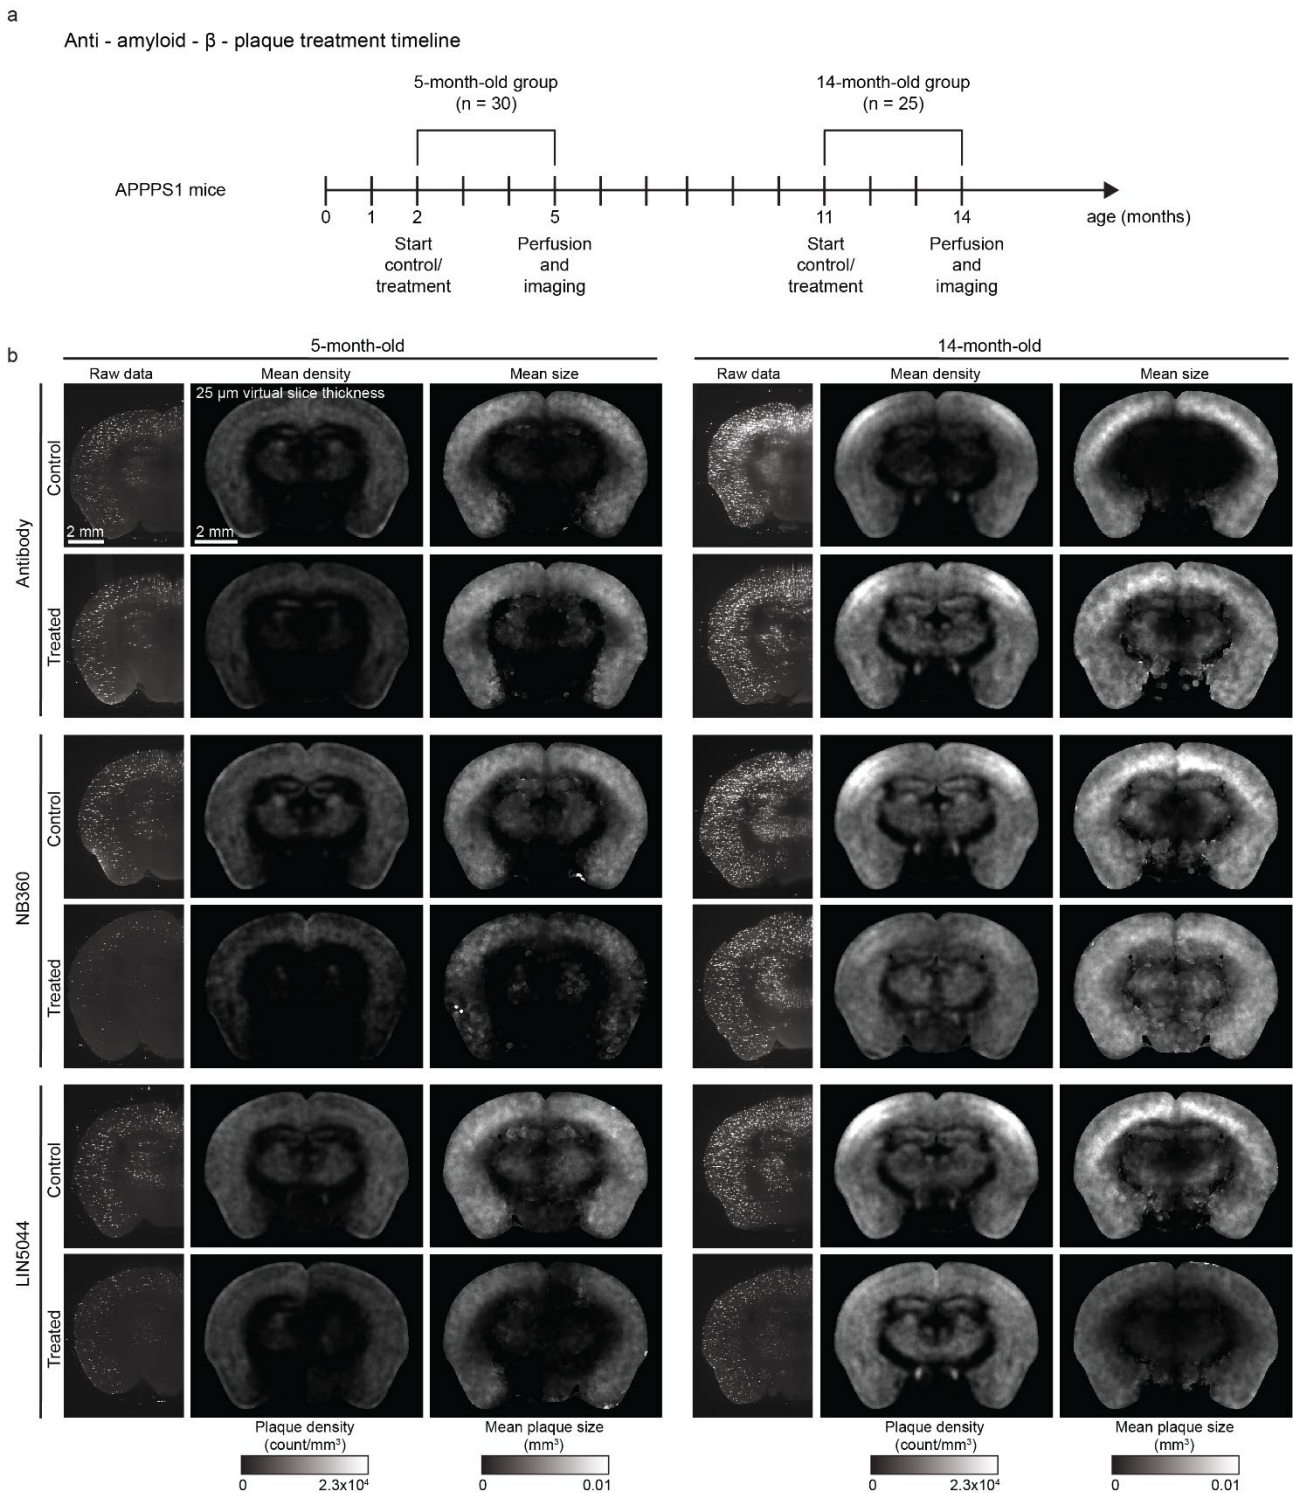 a
Anti - amyloid - β - plaque treatment timeline
5-month-old group
(n = 30)
14-month-old group
(n = 25)
APPPS1 mice
0 1 2 5 11 14 age (months)
Start
control/
treatment
Perfusion
and
imaging
Start
control/
treatment
Perfusion
and
imaging
b
5-month-old
14-month-old
Raw data Mean density Mean size Raw data Mean density Mean size
25 µm virtual slice thickness
Antibody
Control
2 mm
2 mm
Treated
NB360
Control
Treated
LIN5044
Control
Treated
Plaque density
(count/mm³)
0 2.3x10⁴
Mean plaque size
(mm³)
0 0.01
Plaque density
(count/mm³)
0 2.3x10⁴
Mean plaque size
(mm³)
0 0.01